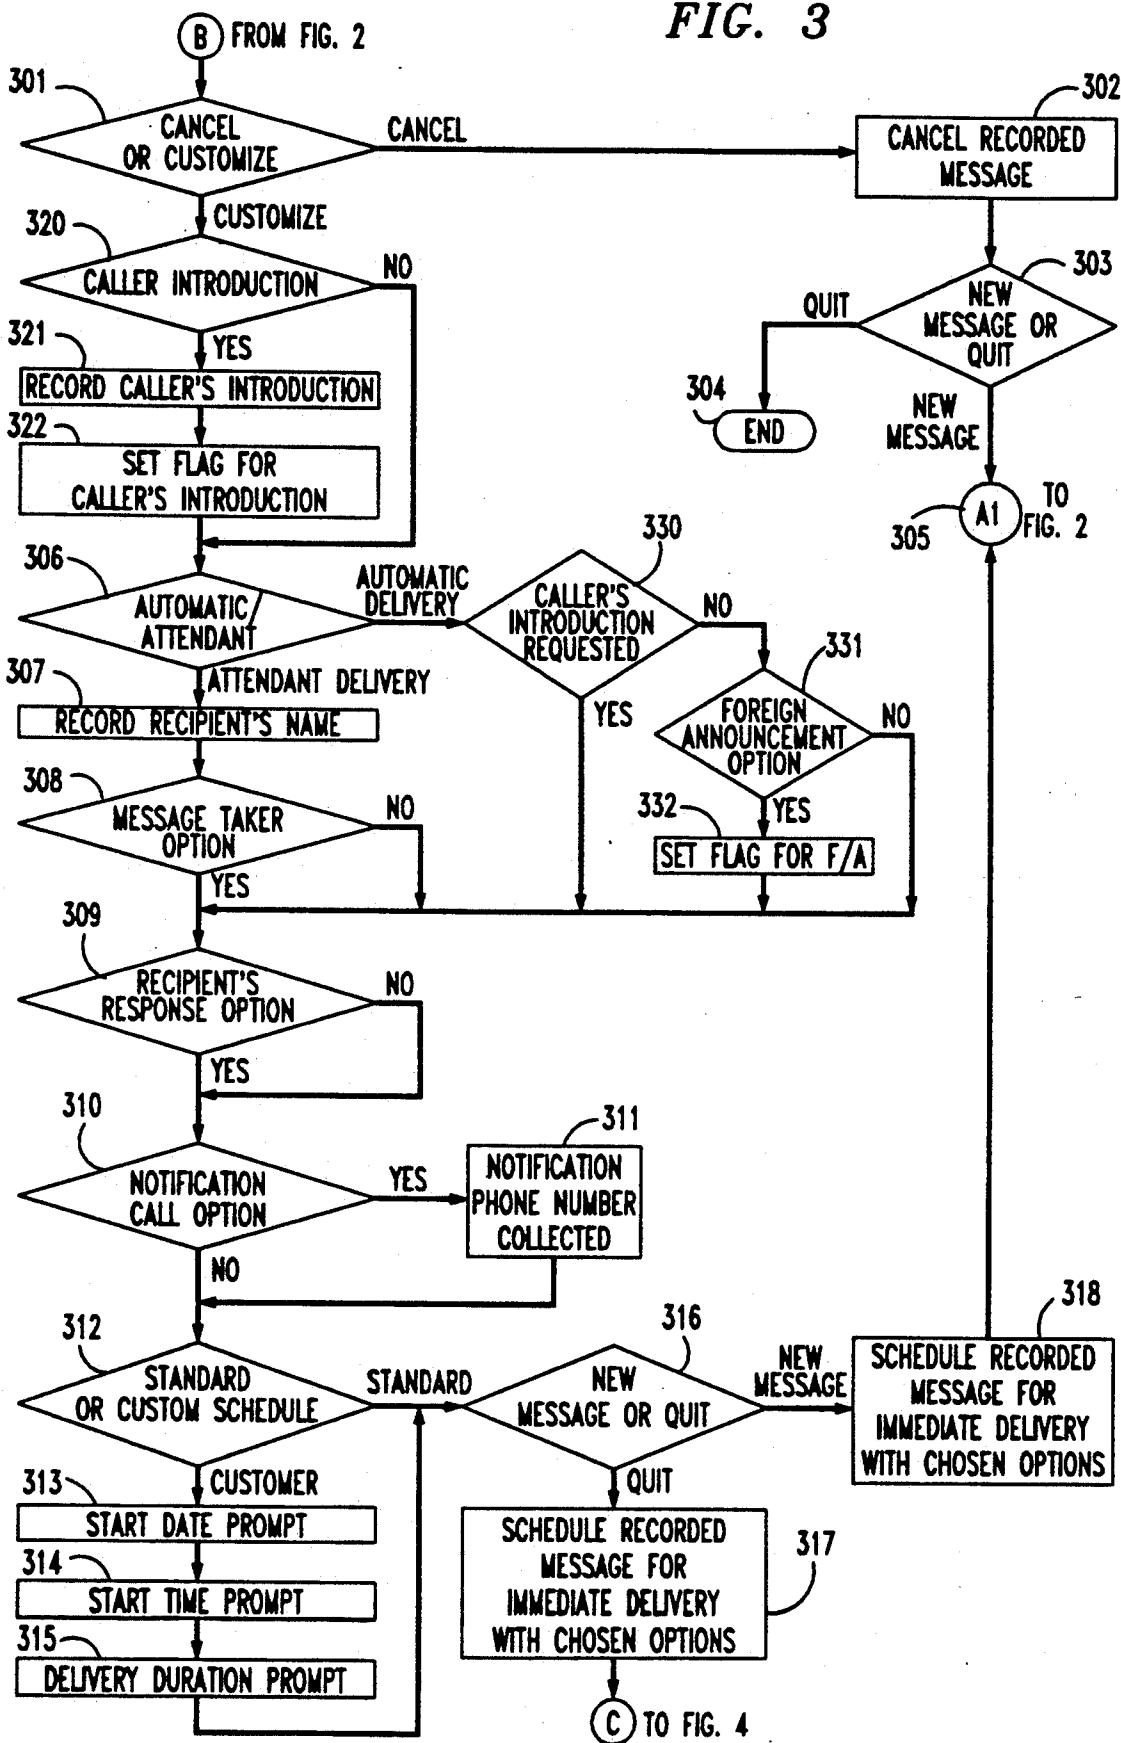 FIG. 3
B FROM FIG. 2
301
CANCEL
OR CUSTOMIZE
CANCEL
302
CANCEL RECORDED
MESSAGE
CUSTOMIZE
320
CALLER INTRODUCTION
NO
303
NEW
MESSAGE OR
QUIT
QUIT
304
END
NEW
MESSAGE
305
A1
TO
FIG. 2
YES
321
RECORD CALLER'S INTRODUCTION
322
SET FLAG FOR
CALLER'S INTRODUCTION
306
AUTOMATIC/
ATTENDANT
AUTOMATIC
DELIVERY
330
CALLER'S
INTRODUCTION
REQUESTED
NO
YES
331
FOREIGN
ANNOUNCEMENT
OPTION
NO
YES
332
SET FLAG FOR F/A
ATTENDANT DELIVERY
307
RECORD RECIPIENT'S NAME
308
MESSAGE TAKER
OPTION
NO
YES
309
RECIPIENT'S
RESPONSE OPTION
NO
YES
310
NOTIFICATION
CALL OPTION
YES
311
NOTIFICATION
PHONE NUMBER
COLLECTED
NO
312
STANDARD
OR CUSTOM SCHEDULE
STANDARD
316
NEW
MESSAGE OR QUIT
NEW
MESSAGE
318
SCHEDULE RECORDED
MESSAGE FOR
IMMEDIATE DELIVERY
WITH CHOSEN OPTIONS
CUSTOMER
313
START DATE PROMPT
314
START TIME PROMPT
315
DELIVERY DURATION PROMPT
QUIT
317
SCHEDULE RECORDED
MESSAGE FOR
IMMEDIATE DELIVERY
WITH CHOSEN OPTIONS
C TO FIG. 4